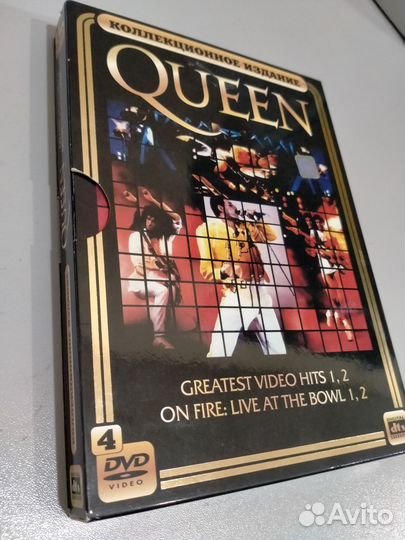 КОЛЛЕКЦИОННОЕ ИЗДАНИЕ
QUEEN
GREATEST VIDEO HITS 1, 2
ON FIRE: LIVE AT THE BOWL 1, 2
4
DVD
VIDEO
dts
Avito